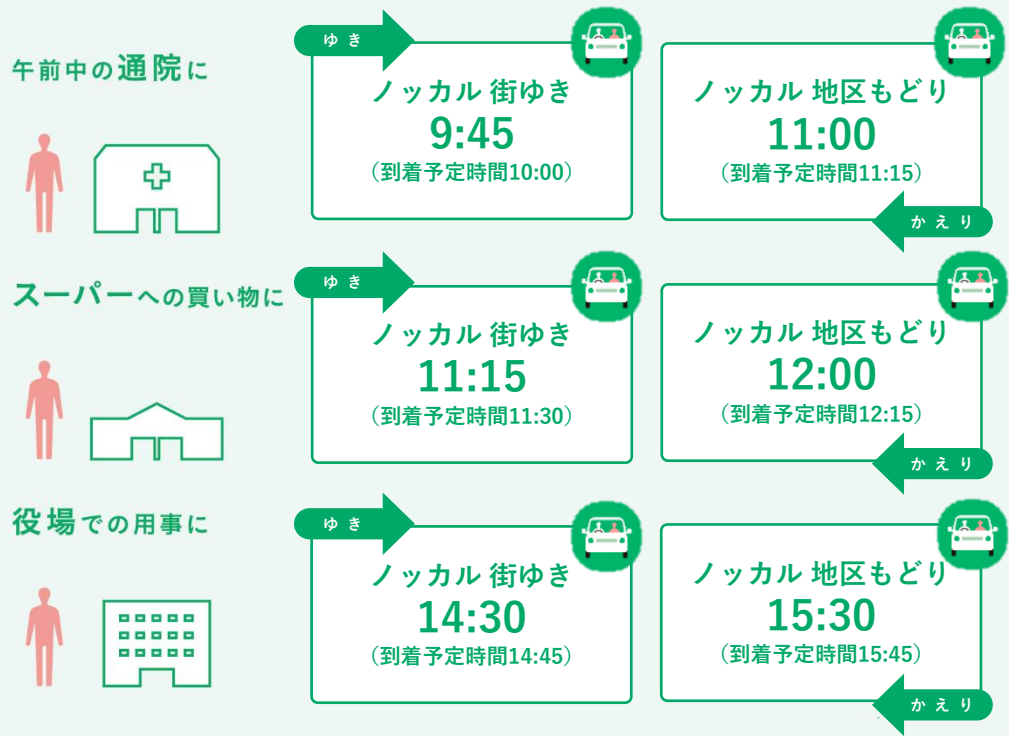 午前中の通院に
ゆき
ノッカル 街ゆき
9:45
（到着予定時間10:00）
ノッカル 地区もどり
11:00
（到着予定時間11:15）
かえり
スーパーへの買い物に
ゆき
ノッカル 街ゆき
11:15
（到着予定時間11:30）
ノッカル 地区もどり
12:00
（到着予定時間12:15）
かえり
役場での用事に
ゆき
ノッカル 街ゆき
14:30
（到着予定時間14:45）
ノッカル 地区もどり
15:30
（到着予定時間15:45）
かえり